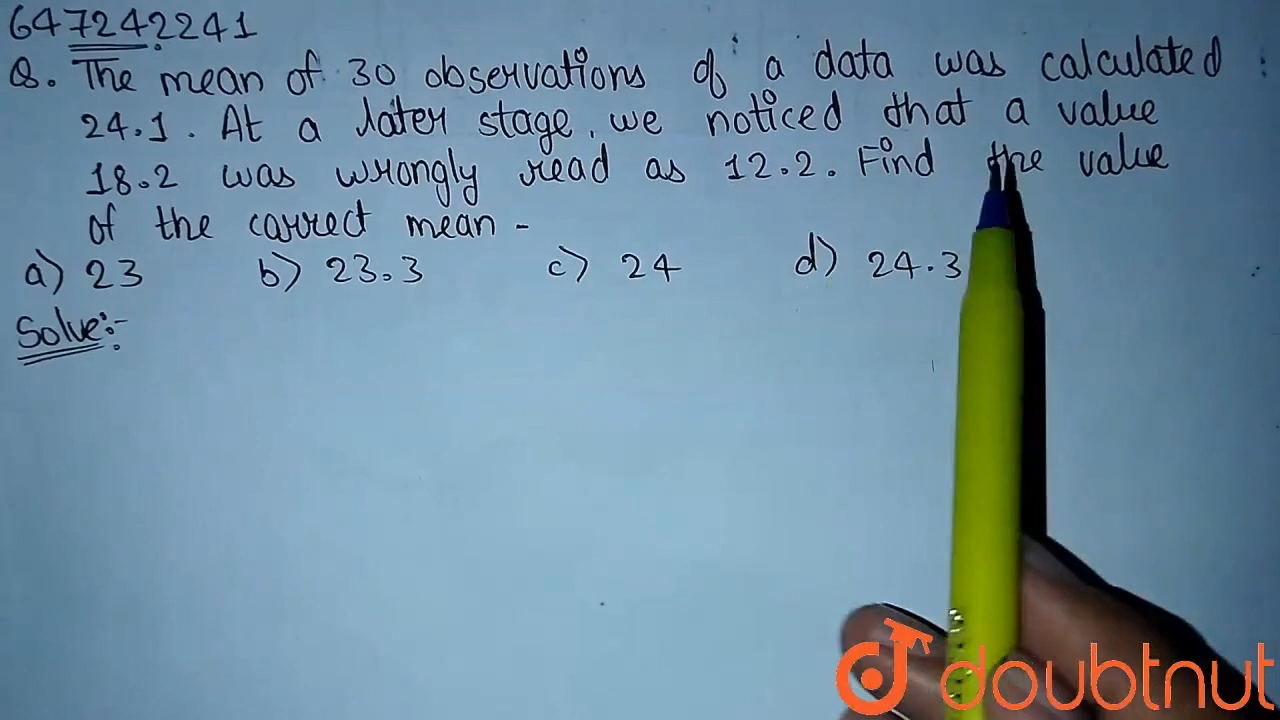 647242241
Q. The mean of 30 observations of a data was calculated
24.1. At a later stage, we noticed that a value
18.2 was wrongly read as 12.2. Find the value
of the correct mean -
a) 23 b) 23.3 c) 24 d) 24.3
Solve:-
doubtnut